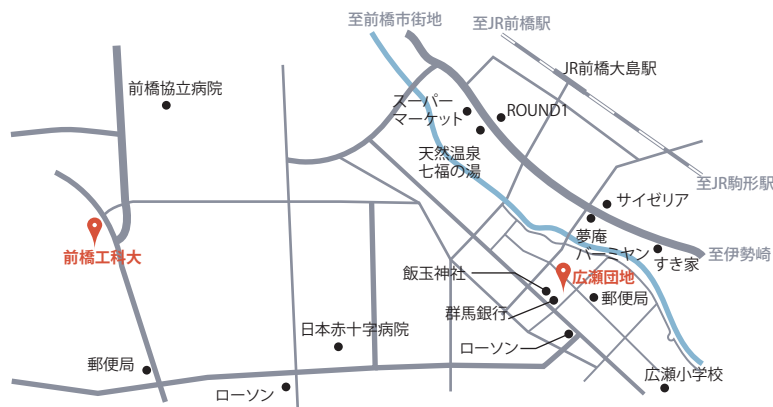 至前橋市街地
至JR前橋駅
JR前橋大島駅
前橋協立病院
スーパー
マーケット
ROUND1
天然温泉
七福の湯
至JR駒形駅
サイゼリア
前橋工科大
夢庵
バーミヤン
すき家
至伊勢崎
飯玉神社
広瀬団地
郵便局
群馬銀行
日本赤十字病院
ローソン
郵便局
広瀬小学校
ローソン